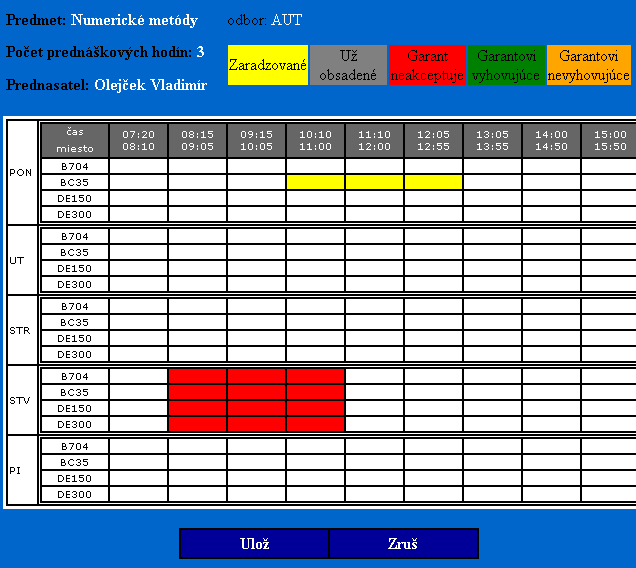 Predmet: Numerické metódy odbor: AUT
Počet prednáškových hodín: 3
Prednasatel: Olejček Vladimír
Zaradzované Už obsadené Garant neakceptuje Garantovi vyhovujúce Garantovi nevyhovujúce
čas 07:20 08:15 09:15 10:10 11:10 12:05 13:05 14:00 15:00
miesto 08:10 09:05 10:05 11:00 12:00 12:55 13:55 14:50 15:50
PON
B704
BC35
DE150
DE300
UT
B704
BC35
DE150
DE300
STR
B704
BC35
DE150
DE300
STV
B704
BC35
DE150
DE300
PI
B704
BC35
DE150
DE300
Ulož Zruš